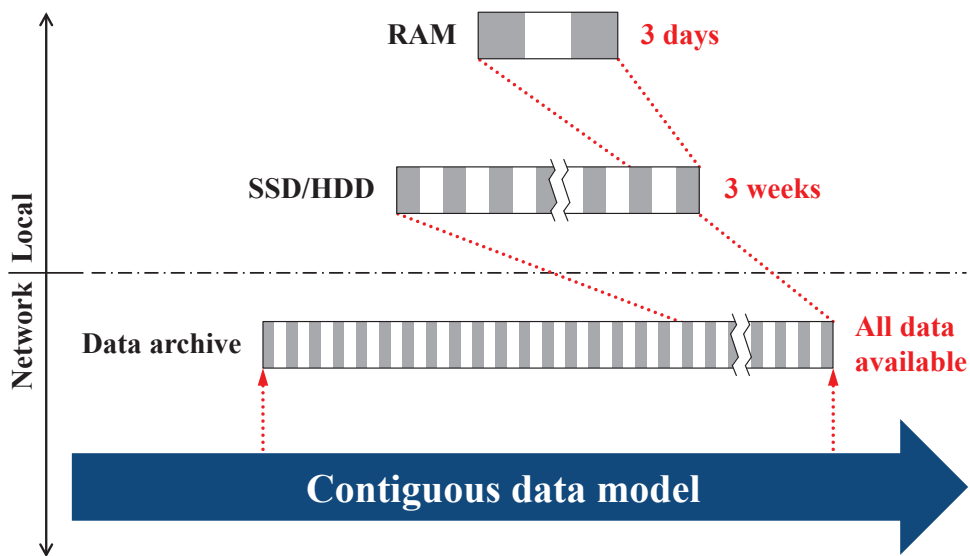 RAM
3 days
SSD/HDD
3 weeks
Local
Network
Data archive
All data
available
Contiguous data model